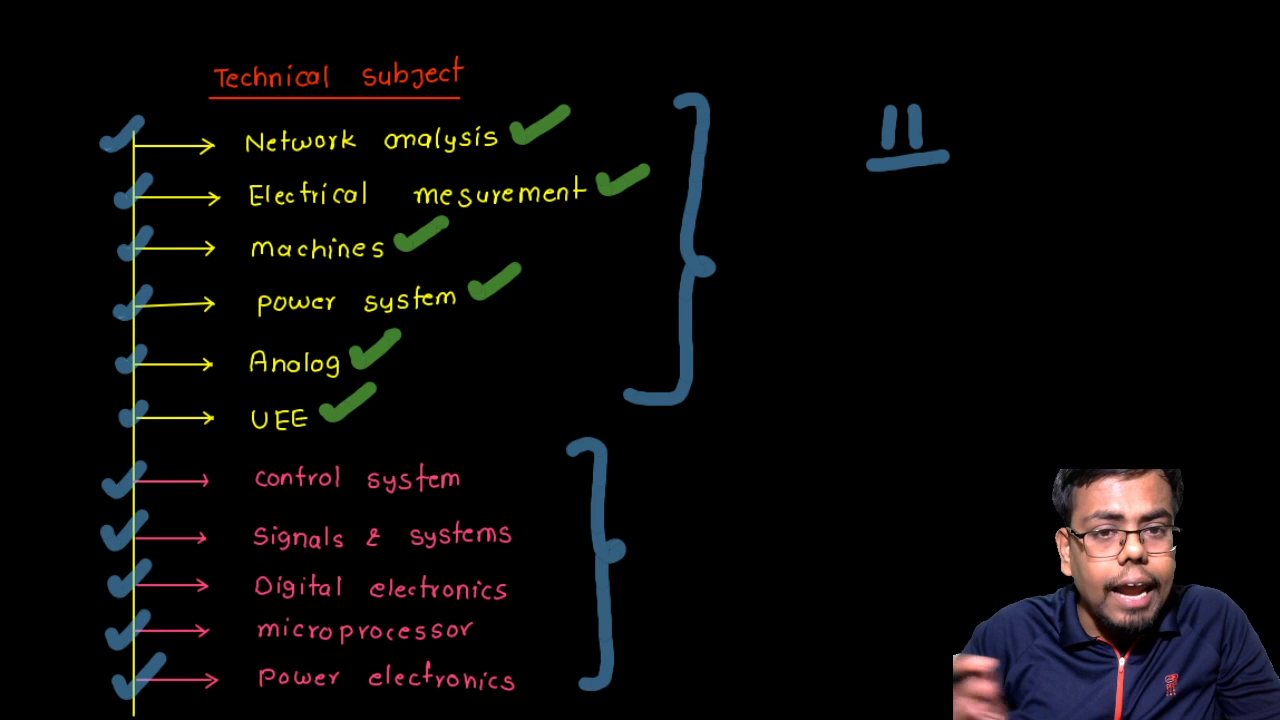 Technical subject
Network analysis
Electrical mesurement
machines
power system
Analog
UEE
control system
Signals & systems
Digital electronics
microprocessor
power electronics
11